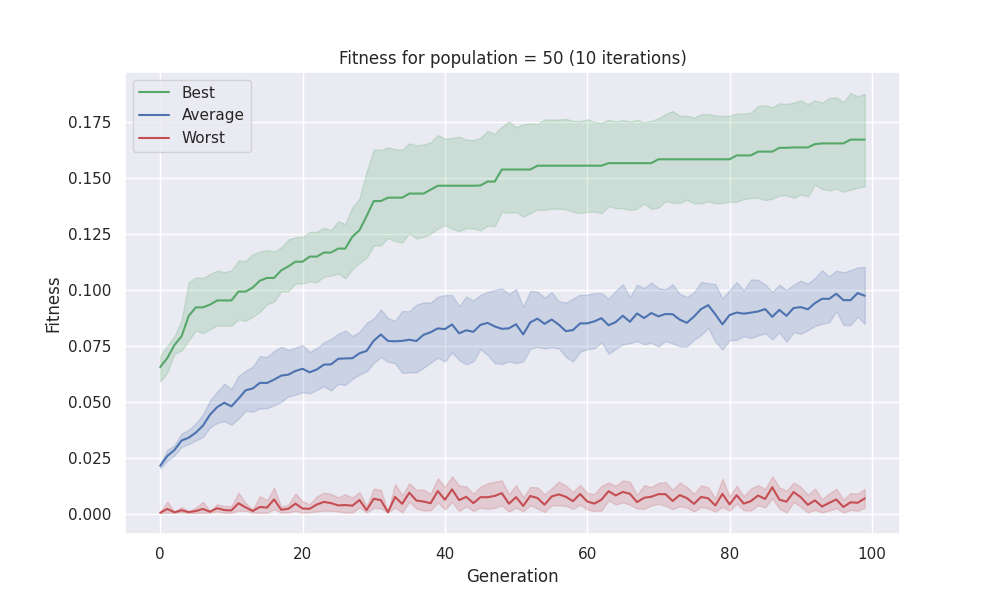 Fitness for population = 50 (10 iterations)
Best
Average
Worst
0.175
0.150
0.125
0.100
0.075
0.050
0.025
0.000
Fitness
0 20 40 60 80 100
Generation